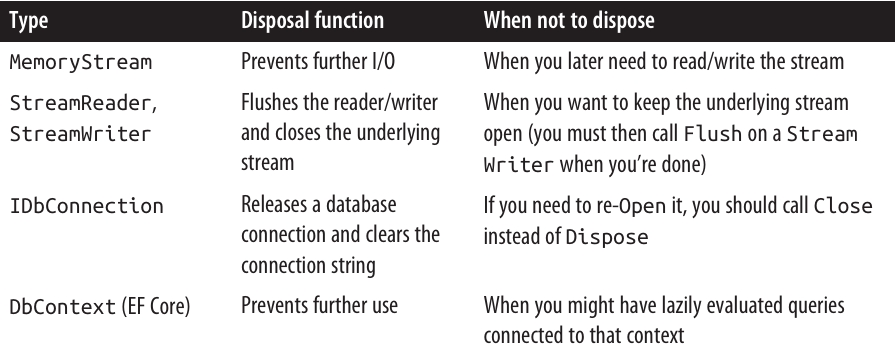 Type Disposal function When not to dispose
MemoryStream Prevents further I/O When you later need to read/write the stream
StreamReader, Flushes the reader/writer When you want to keep the underlying stream
StreamWriter and closes the underlying open (you must then call Flush on a Stream
stream Writer when you’re done)
IDbConnection Releases a database If you need to re-Open it, you should call Close
connection and clears the instead of Dispose
connection string
DbContext (EF Core) Prevents further use When you might have lazily evaluated queries
connected to that context